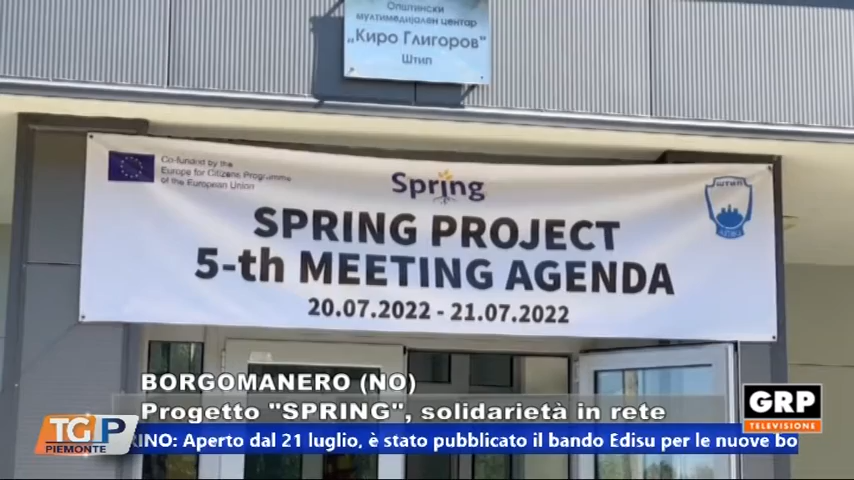 Општински
мултимедијален центар
„Киро Глигоров"
Штип
Co-funded by the
Europe for Citizens Programme
of the European Union
Spring
ШТИП
SPRING PROJECT
5-th MEETING AGENDA
20.07.2022 - 21.07.2022
BORGOMANERO (NO)
Progetto "SPRING", solidarietà in rete
GRP
TELEVISIONE
TGP
PIEMONTE
RINO: Aperto dal 21 luglio, è stato pubblicato il bando Edisu per le nuove bo